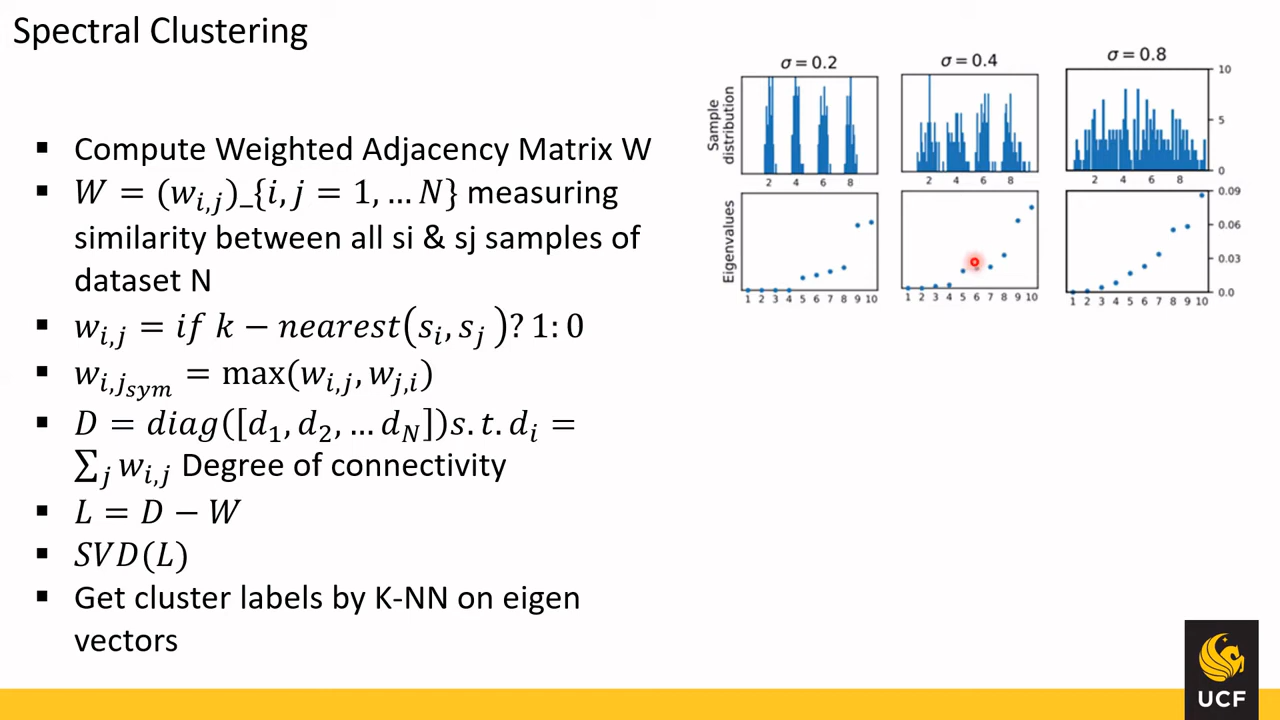 Spectral Clustering
▪ Compute Weighted Adjacency Matrix W
▪ W = (w_{i,j})_{i, j = 1, … N} measuring
similarity between all si & sj samples of
dataset N
▪ w_{i,j} = if k − nearest(s_i, s_j )? 1: 0
▪ w_{i,j_{sym}} = max(w_{i,j}, w_{j,i})
▪ D = diag([d_1, d_2, … d_N])s. t. d_i =
∑_j w_{i,j} Degree of connectivity
▪ L = D − W
▪ SVD(L)
▪ Get cluster labels by K-NN on eigen
vectors
σ = 0.2 σ = 0.4 σ = 0.8
Sample
distribution
10
5
0
2 4 6 8 2 4 6 8 2 4 6 8
Eigenvalues
0.09
0.06
0.03
0.0
1 2 3 4 5 6 7 8 9 10 1 2 3 4 5 6 7 8 9 10 1 2 3 4 5 6 7 8 9 10
UCF